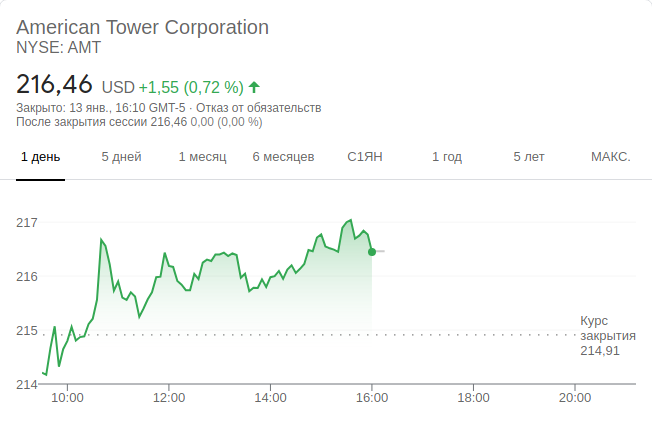 American Tower Corporation
NYSE: AMT
216,46 USD +1,55 (0,72 %)
Закрыто: 13 янв., 16:10 GMT-5 · Отказ от обязательств
После закрытия сессии 216,46 0,00 (0,00 %)
1 день 5 дней 1 месяц 6 месяцев С1ЯН 1 год 5 лет МАКС.
217
216
215
214
Курс
закрытия
214,91
10:00 12:00 14:00 16:00 18:00 20:00